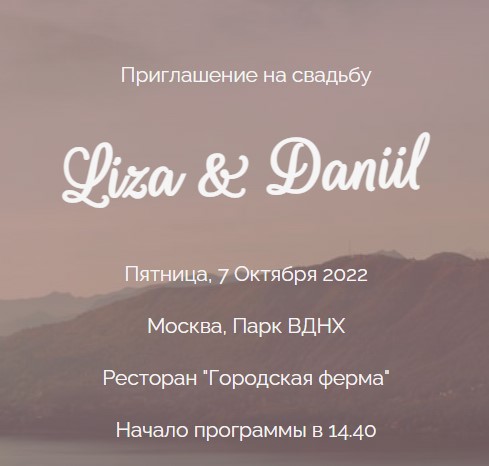 Приглашение на свадьбу
Liza & Daniil
Пятница, 7 Октября 2022
Москва, Парк ВДНХ
Ресторан "Городская ферма"
Начало программы в 14.40